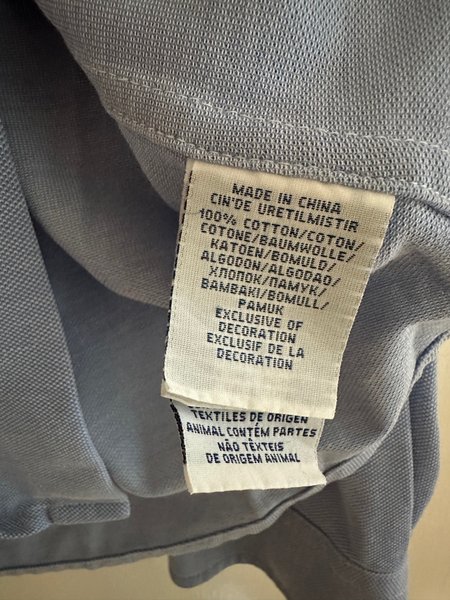 MADE IN CHINA
CIN'DE URETILMISTIR
100% COTTON/COTON/
COTONE/BAUMWOLLE/
KATOEN/BOMULD/
ALGODON/ALGODAO/
ХЛОПОК/ПАМУК/
BAMBAKI/BOMULL/
PAMUK
EXCLUSIVE OF
DECORATION
EXCLUSIF DE LA
DECORATION
TEXTILES DE ORIGEN
ANIMAL CONTÉM PARTES
NÃO TÊXTEIS
DE ORIGEM ANIMAL